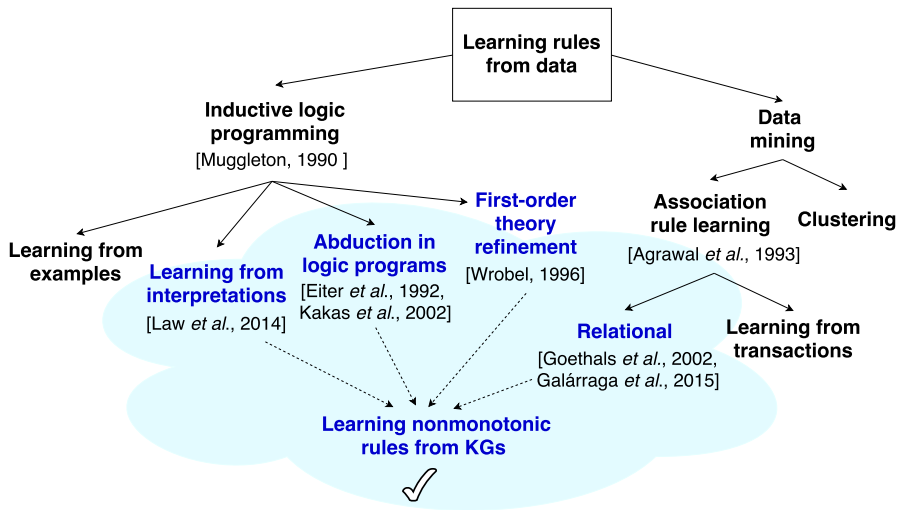 Learning rules
from data
Inductive logic
programming
[Muggleton, 1990 ]
Data
mining
Learning from
examples
Learning from
interpretations
[Law et al., 2014]
Abduction in
logic programs
[Eiter et al., 1992,
Kakas et al., 2002]
First-order
theory
refinement
[Wrobel, 1996]
Association
rule learning
[Agrawal et al., 1993]
Clustering
Relational
[Goethals et al., 2002,
Galárraga et al., 2015]
Learning from
transactions
Learning nonmonotonic
rules from KGs